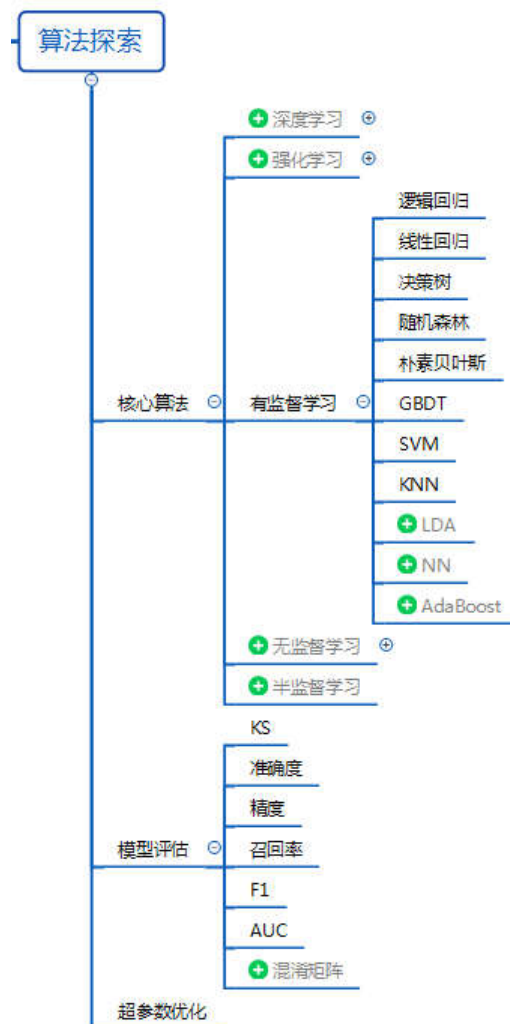 算法探索
深度学习
强化学习
逻辑回归
线性回归
决策树
随机森林
朴素贝叶斯
核心算法
有监督学习
GBDT
SVM
KNN
LDA
NN
AdaBoost
无监督学习
半监督学习
KS
准确度
精度
模型评估
召回率
F1
AUC
混淆矩阵
超参数优化